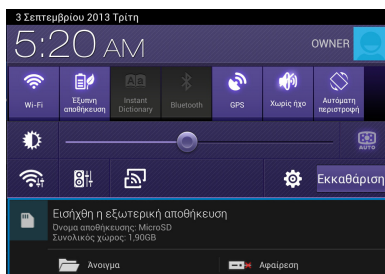 3 Σεπτεμβρίου 2013 Τρίτη
5:20 AM
OWNER
Wi-Fi
Έξυπνη αποθήκευση
Instant Dictionary
Bluetooth
GPS
Χωρίς ήχο
Αυτόματη περιστροφή
AUTO
Εκκαθάριση
Εισήχθη η εξωτερική αποθήκευση
Όνομα αποθήκευσης: MicroSD
Συνολικός χώρος: 1,90GB
Άνοιγμα
Αφαίρεση